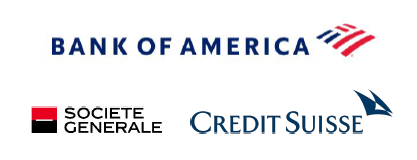 BANK OF AMERICA
SOCIETE
GENERALE
CREDIT SUISSE